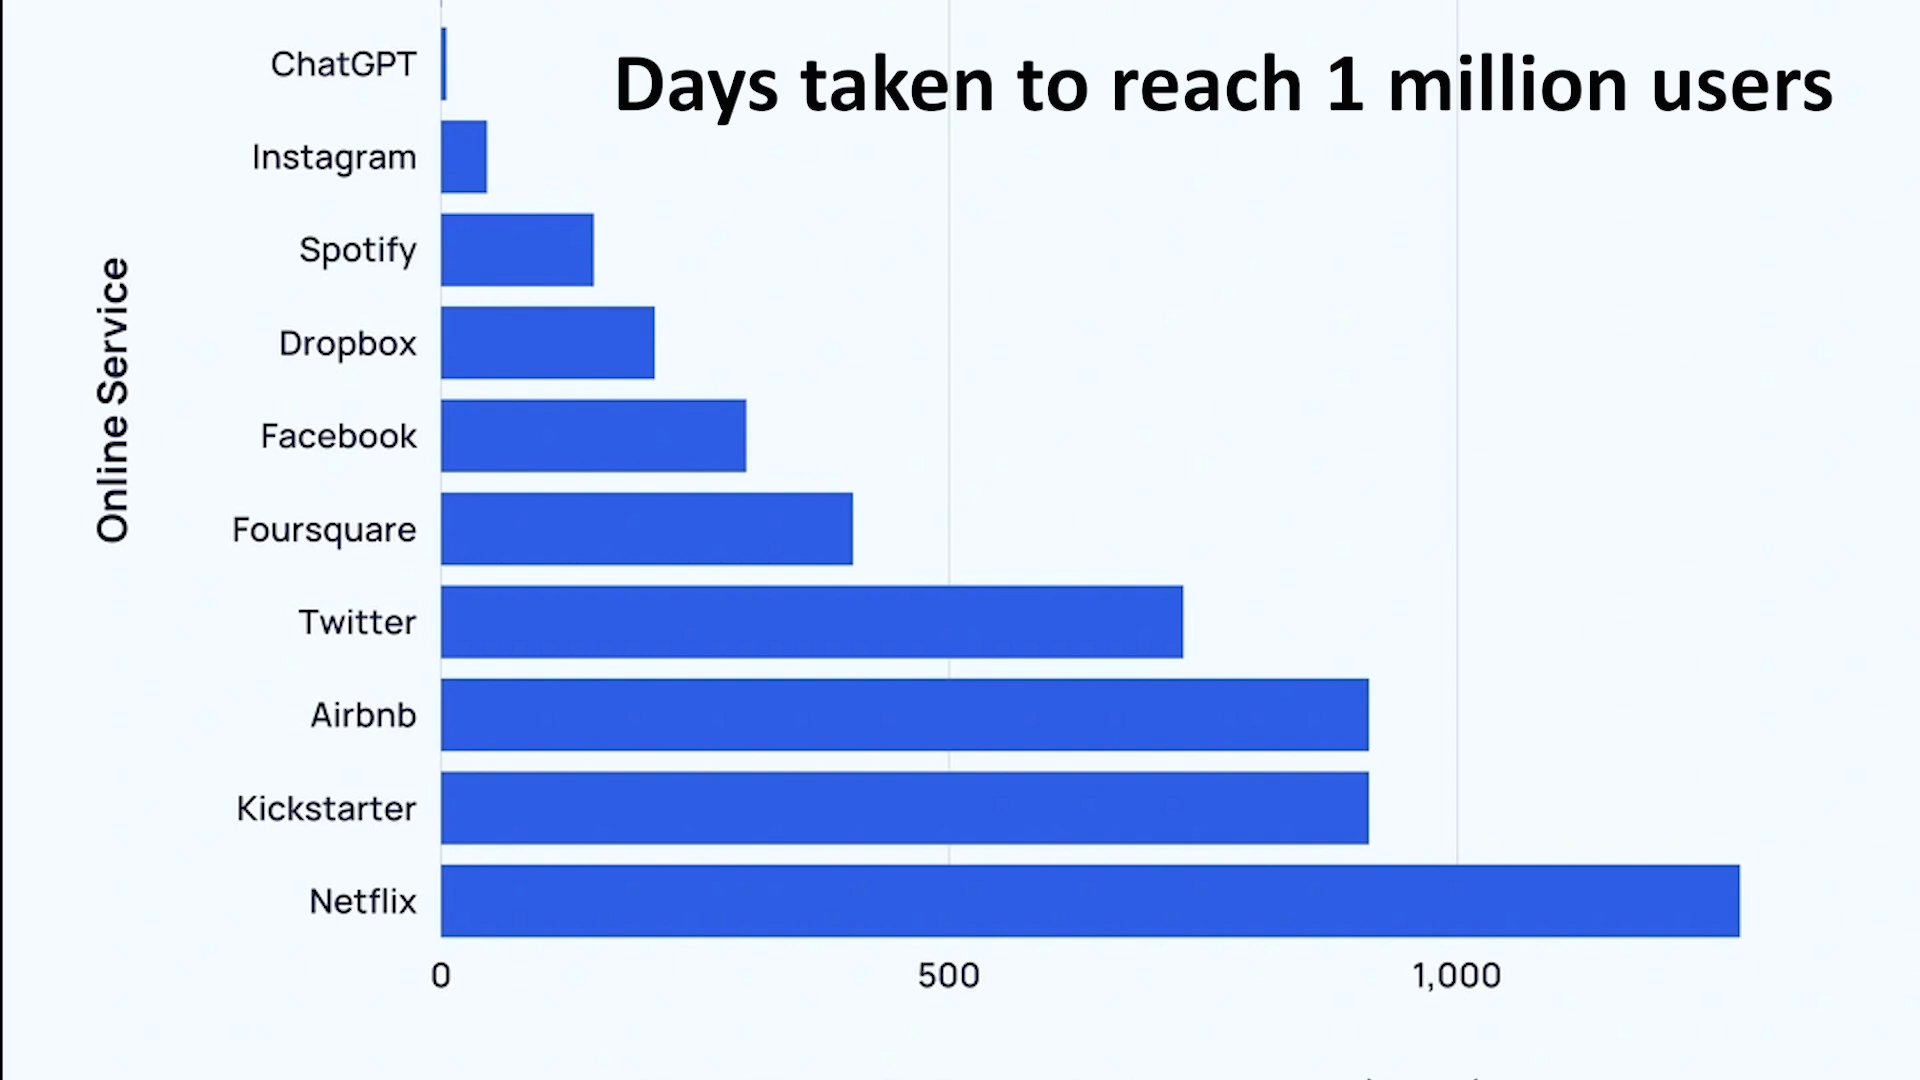 Days taken to reach 1 million users
Online Service
ChatGPT
Instagram
Spotify
Dropbox
Facebook
Foursquare
Twitter
Airbnb
Kickstarter
Netflix
0 500 1,000